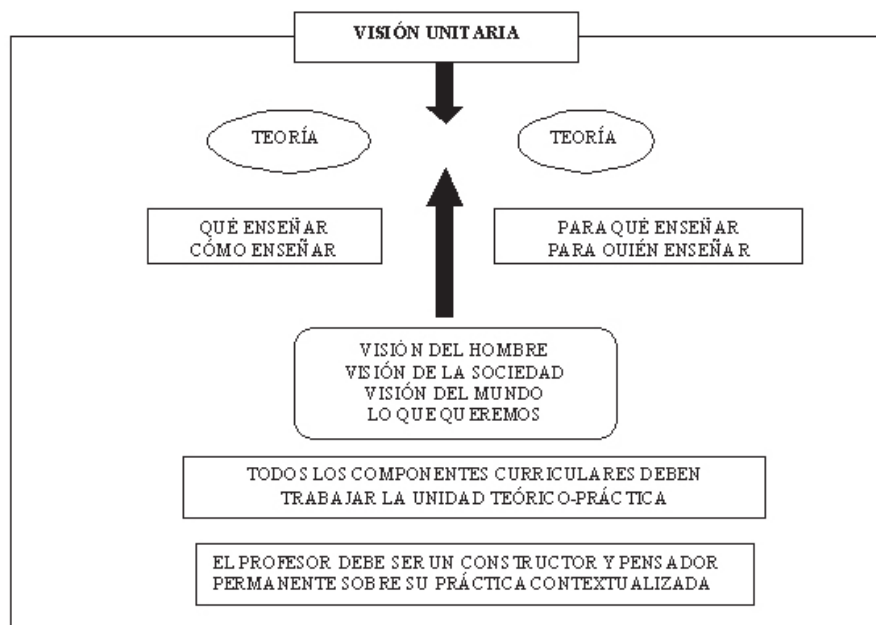 VISIÓN UNITARIA
TEORÍA
TEORÍA
QUÉ ENSEÑAR
CÓMO ENSEÑAR
PARA QUÉ ENSEÑAR
PARA QUIÉN ENSEÑAR
VISIÓN DEL HOMBRE
VISIÓN DE LA SOCIEDAD
VISIÓN DEL MUNDO
LO QUE QUEREMOS
TODOS LOS COMPONENTES CURRICULARES DEBEN
TRABAJAR LA UNIDAD TEÓRICO-PRÁCTICA
EL PROFESOR DEBE SER UN CONSTRUCTOR Y PENSADOR
PERMANENTE SOBRE SU PRÁCTICA CONTEXTUALIZADA